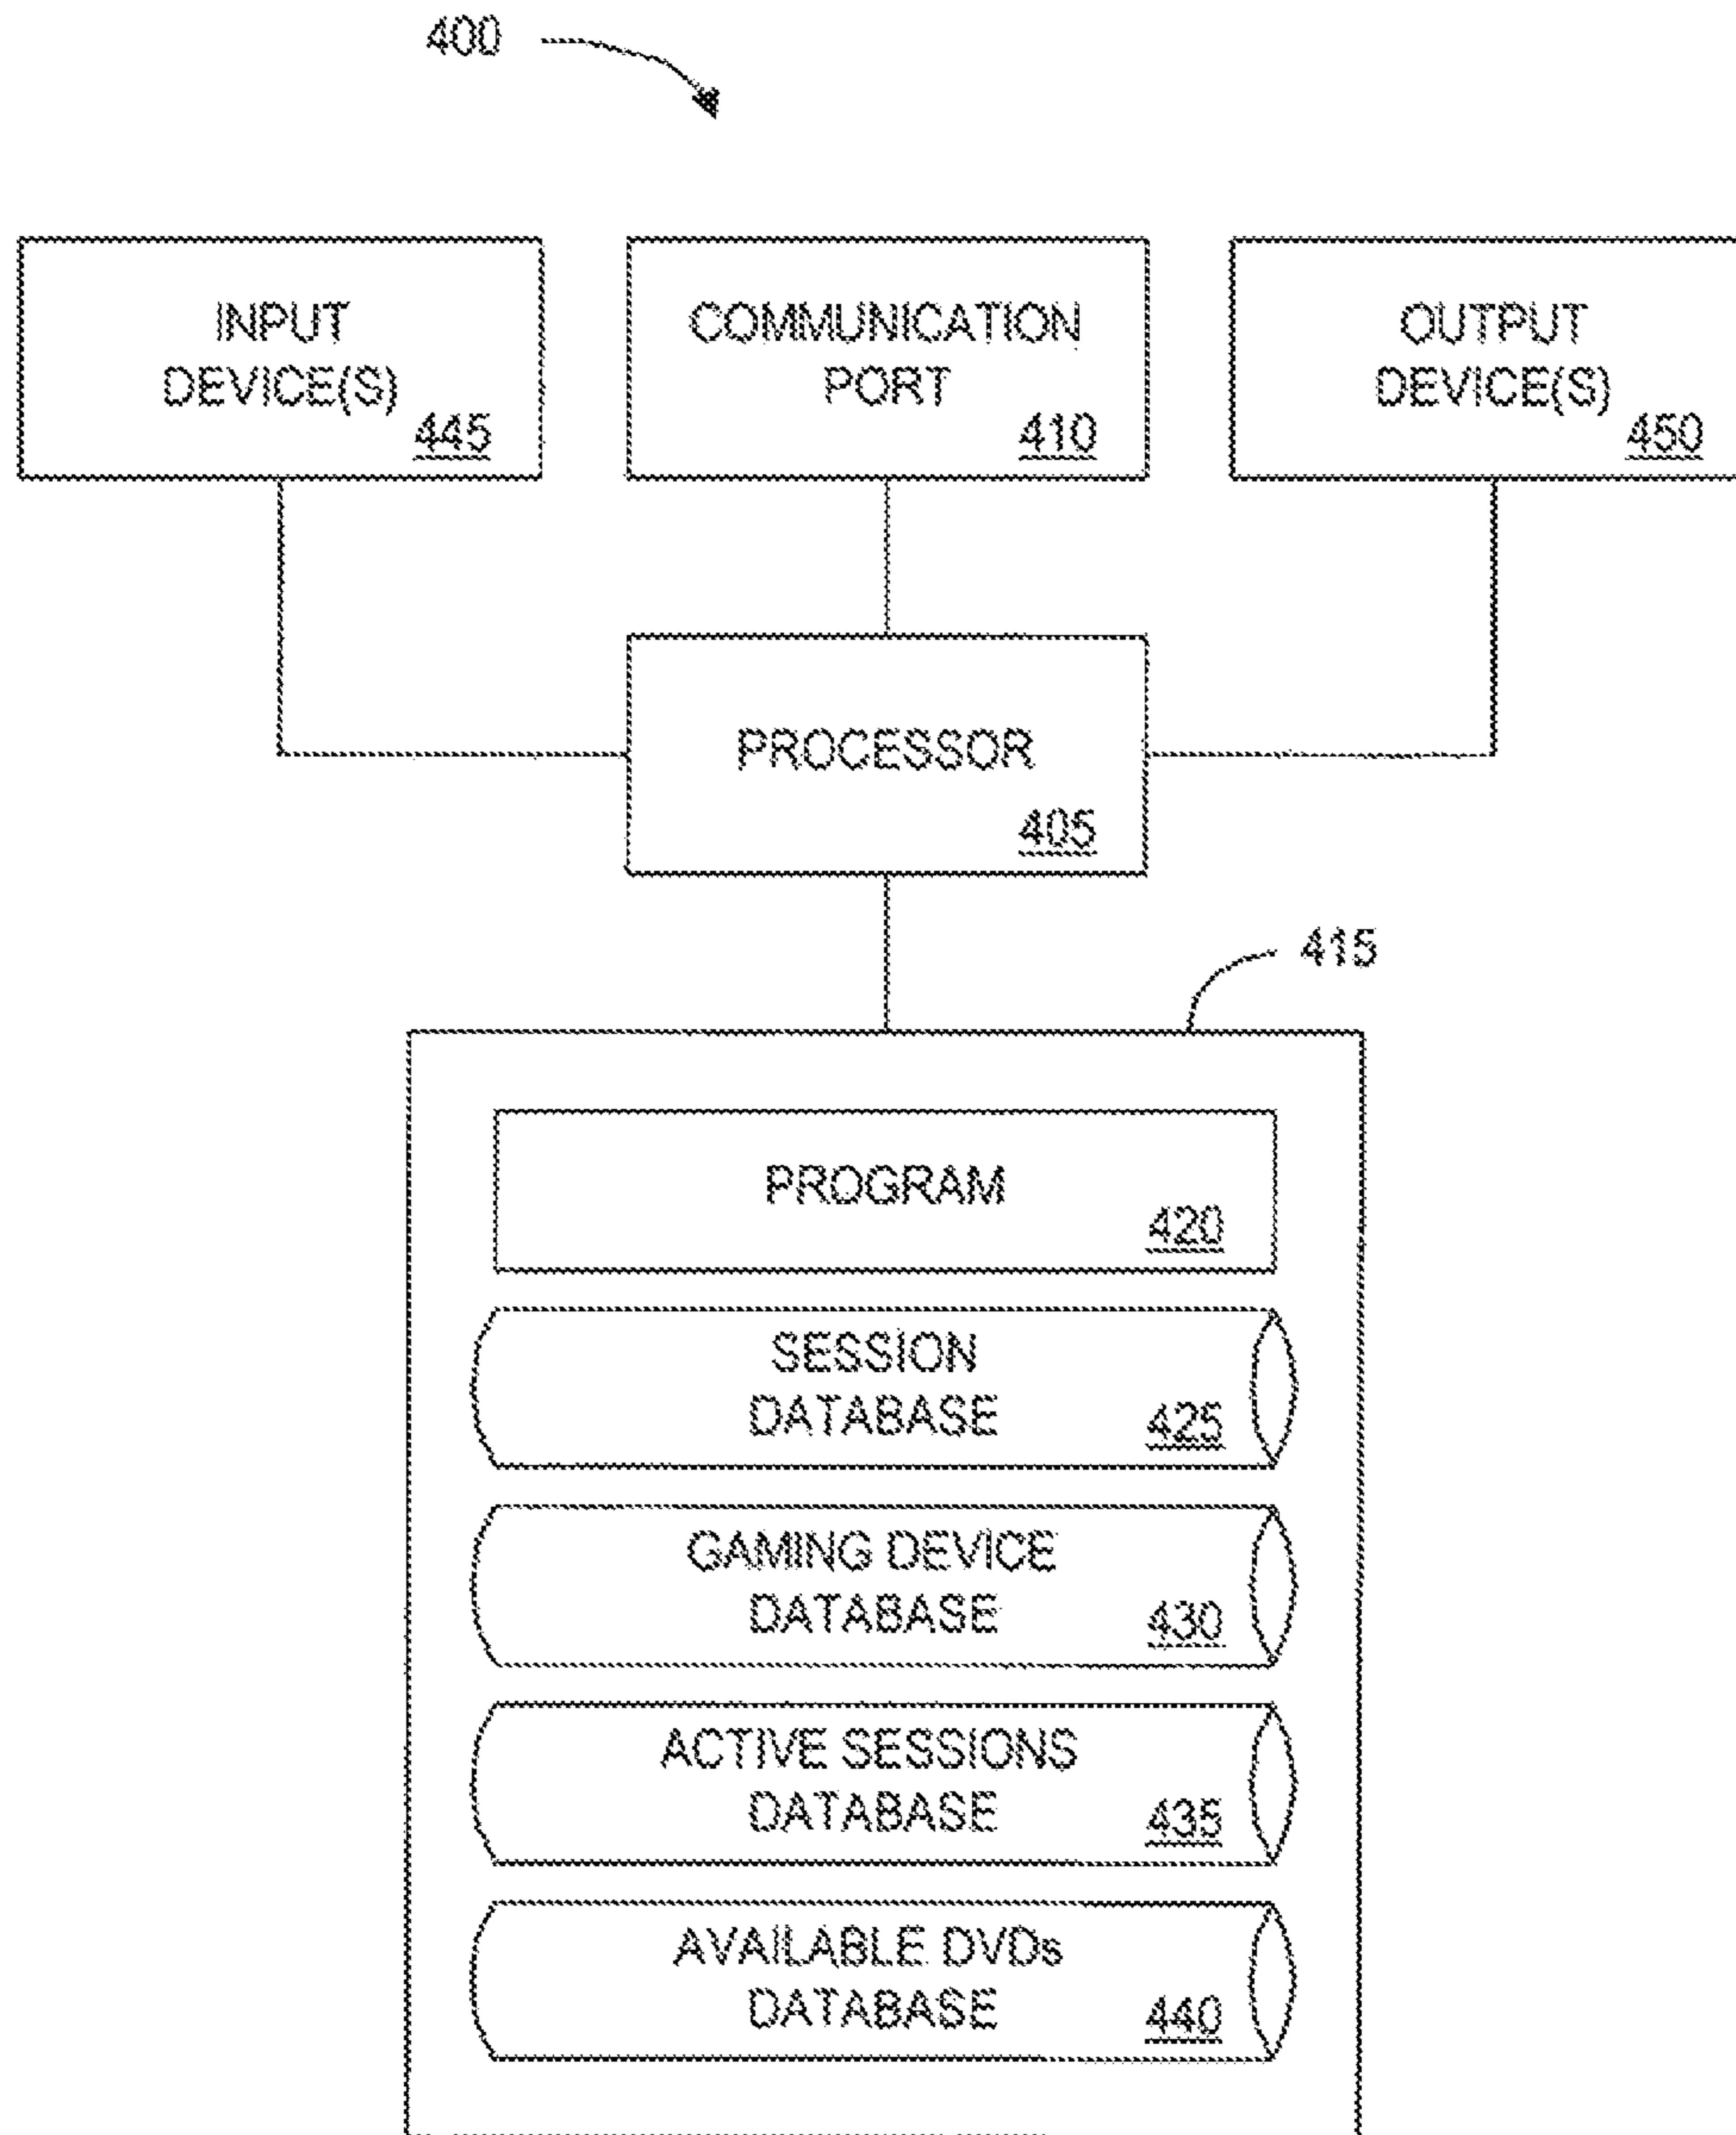 400
INPUT
DEVICE(S)
445
COMMUNICATION
PORT
410
OUTPUT
DEVICE(S)
450
PROCESSOR
405
415
PROGRAM
420
SESSION
DATABASE
425
GAMING DEVICE
DATABASE
430
ACTIVE SESSIONS
DATABASE
435
AVAILABLE DVDs
DATABASE
440